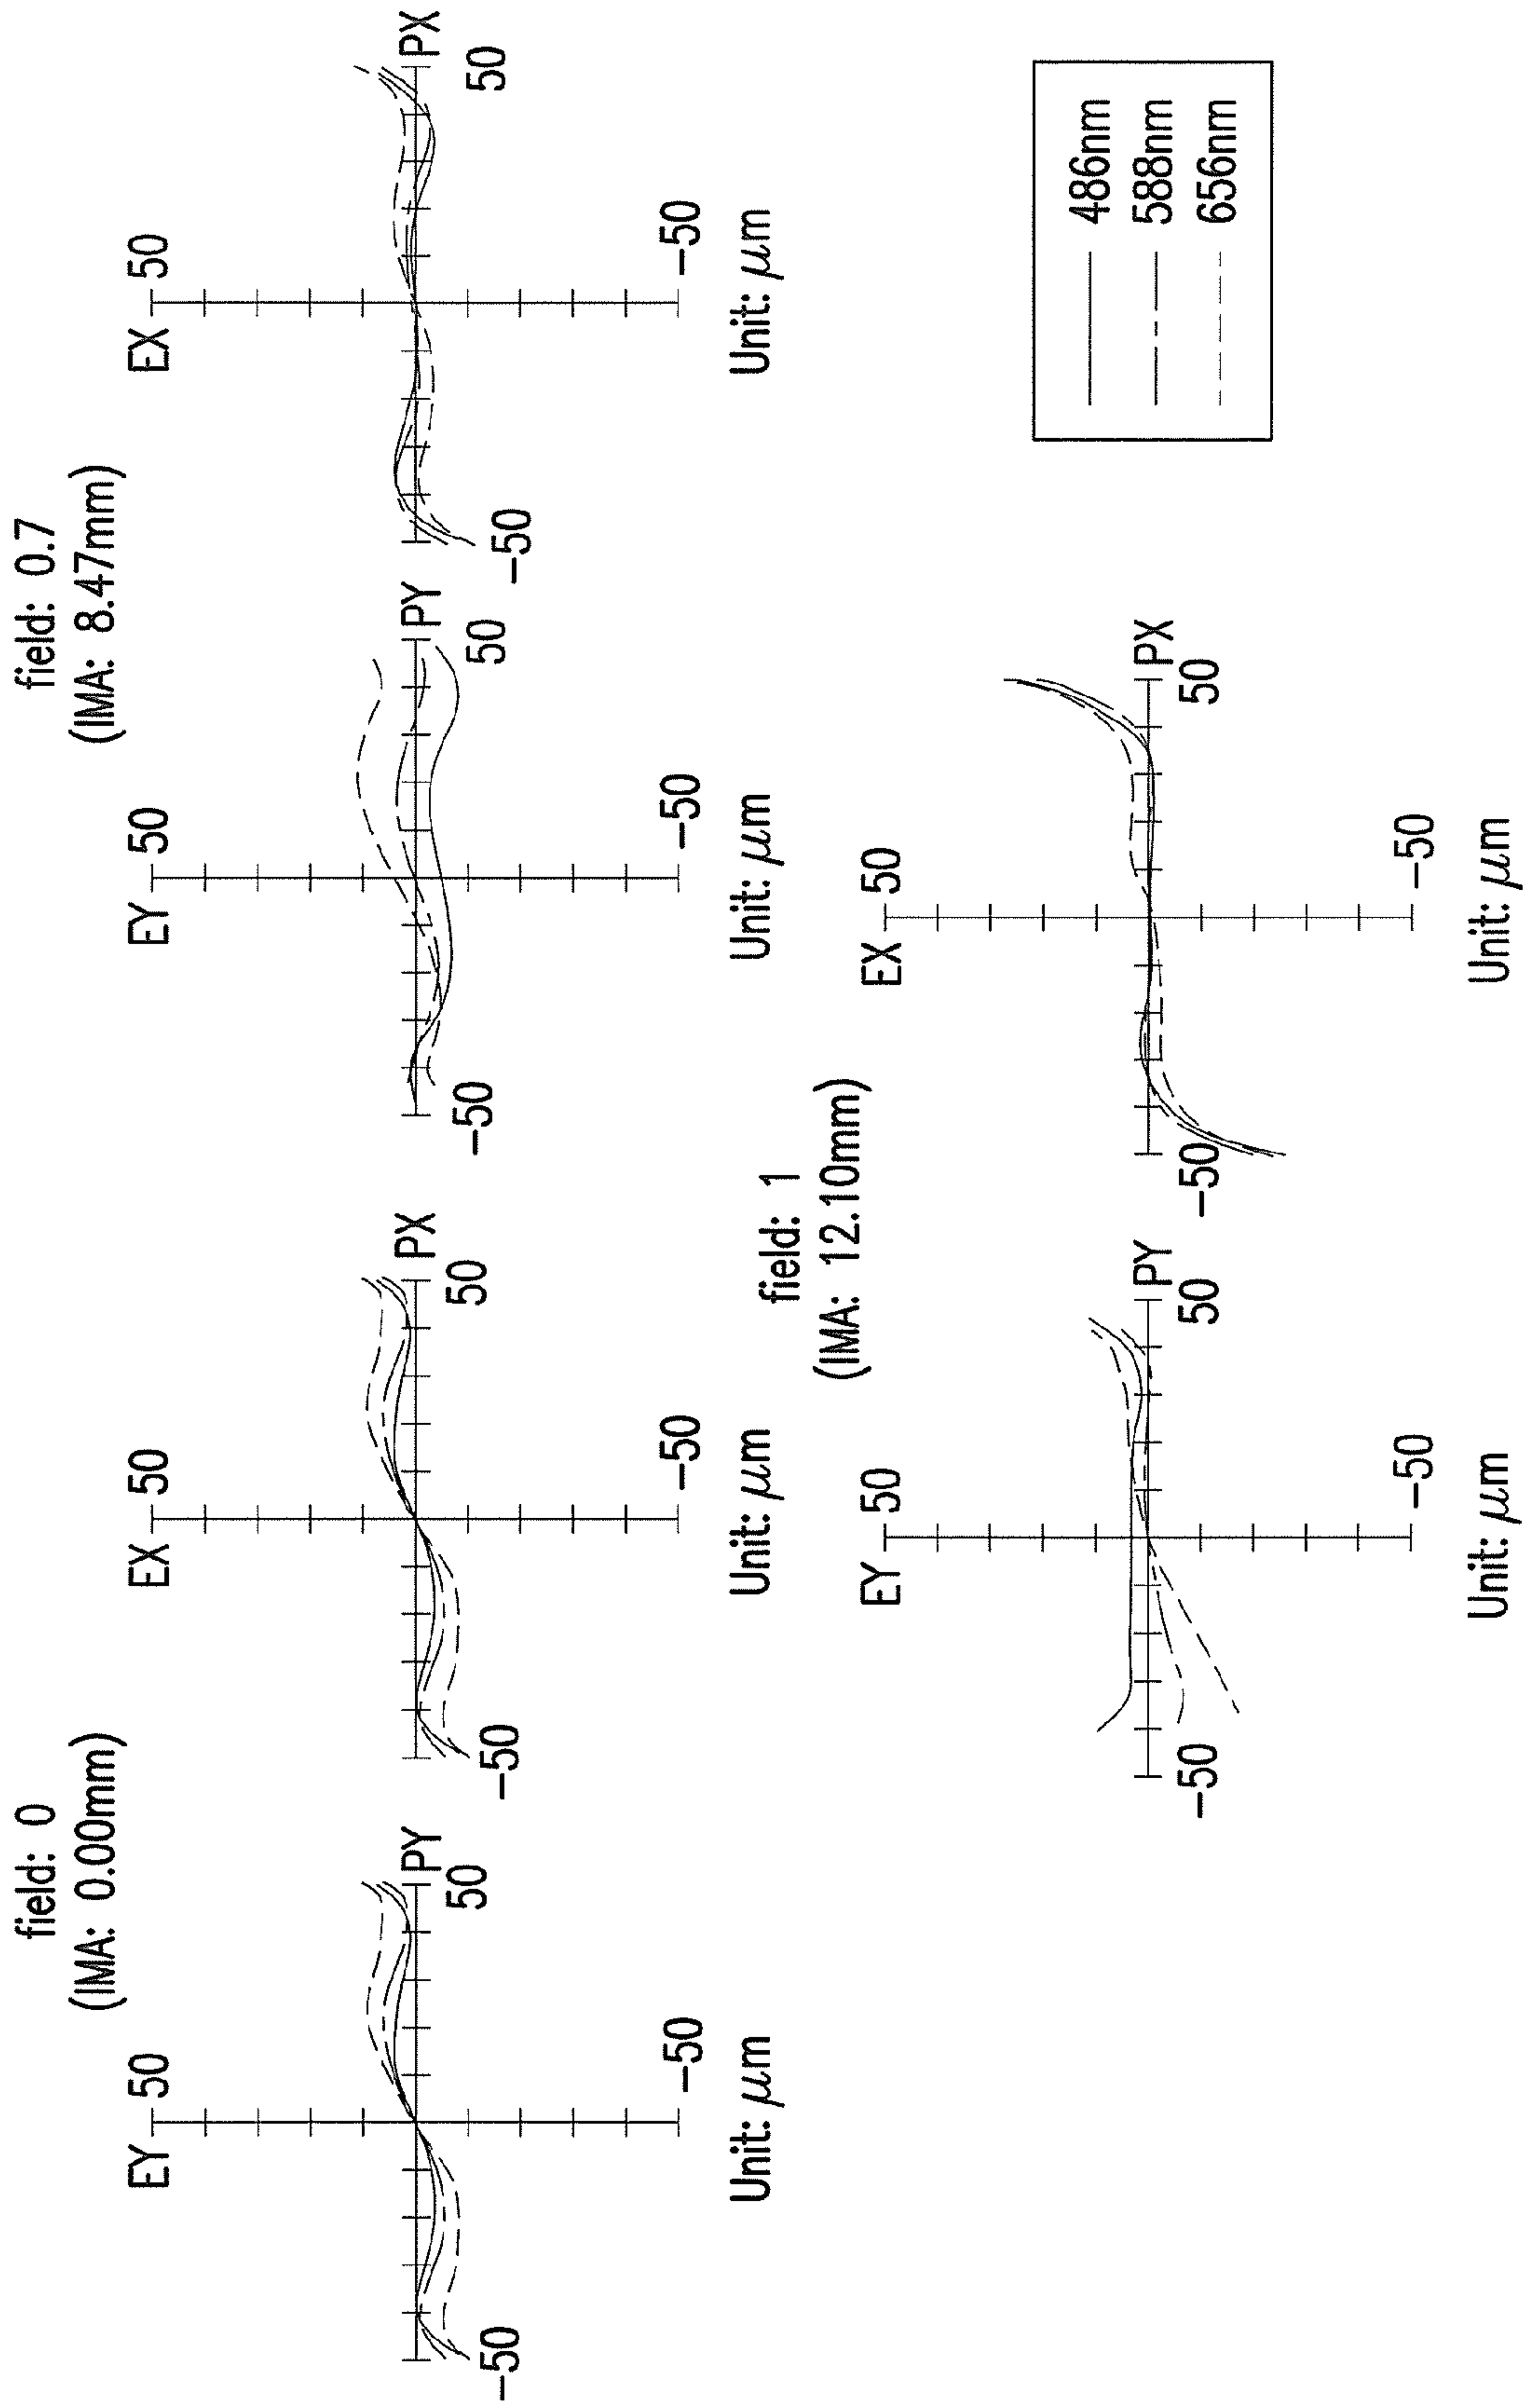 field: 0
(IMA: 0.00mm)
EY 50
PY
50
-50
-50
Unit: μm
EX 50
PX
50
-50
-50
Unit: μm
field: 0.7
(IMA: 8.47mm)
EY 50
PY
50
-50
-50
Unit: μm
EX 50
PX
50
-50
-50
Unit: μm
field: 1
(IMA: 12.10mm)
EY 50
PY
50
-50
-50
Unit: μm
EX 50
PX
50
-50
-50
Unit: μm
486nm
588nm
656nm